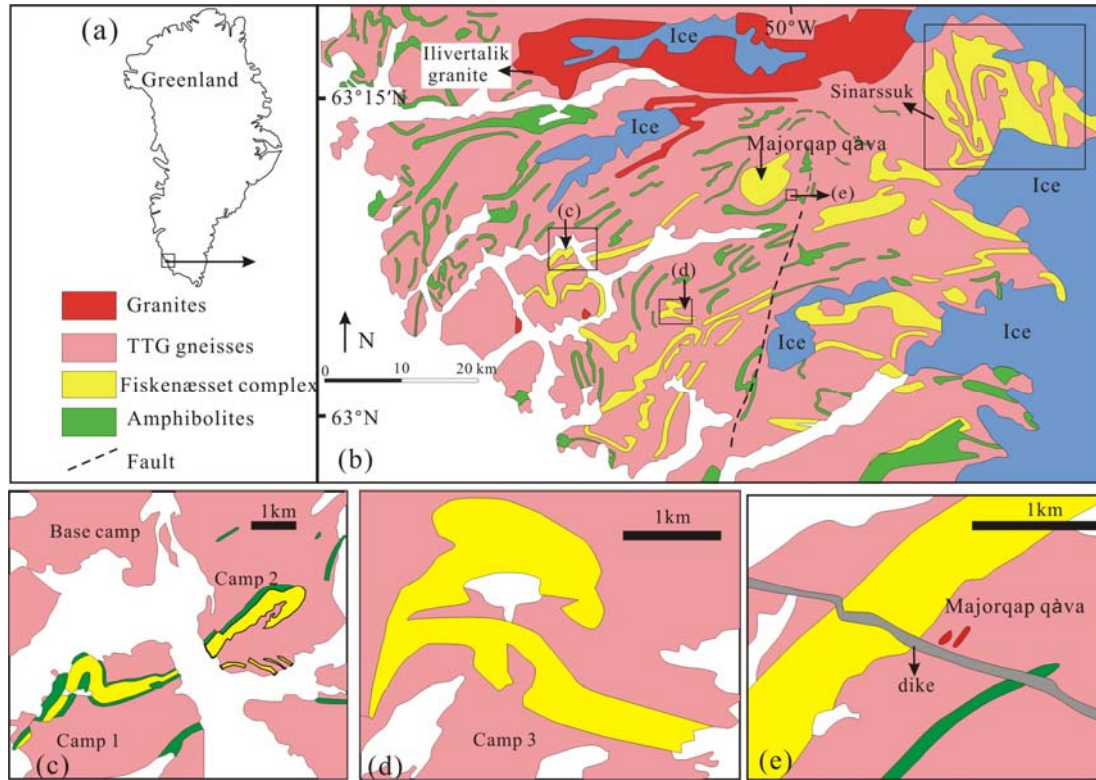 (a)
Greenland
Granites
TTG gneisses
Fiskenæsset complex
Amphibolites
Fault
N
0 10 20 km
63°15′N
63°N
50°W
Ilivertalik
granite
Ice
Sinarssuk
Ice
Majorqap qàva
Ice
(e)
(c)
(d)
Ice
(b)
1km
Base camp
Camp 2
Camp 1
(c)
1km
Camp 3
(d)
1km
Majorqap qàva
dike
(e)